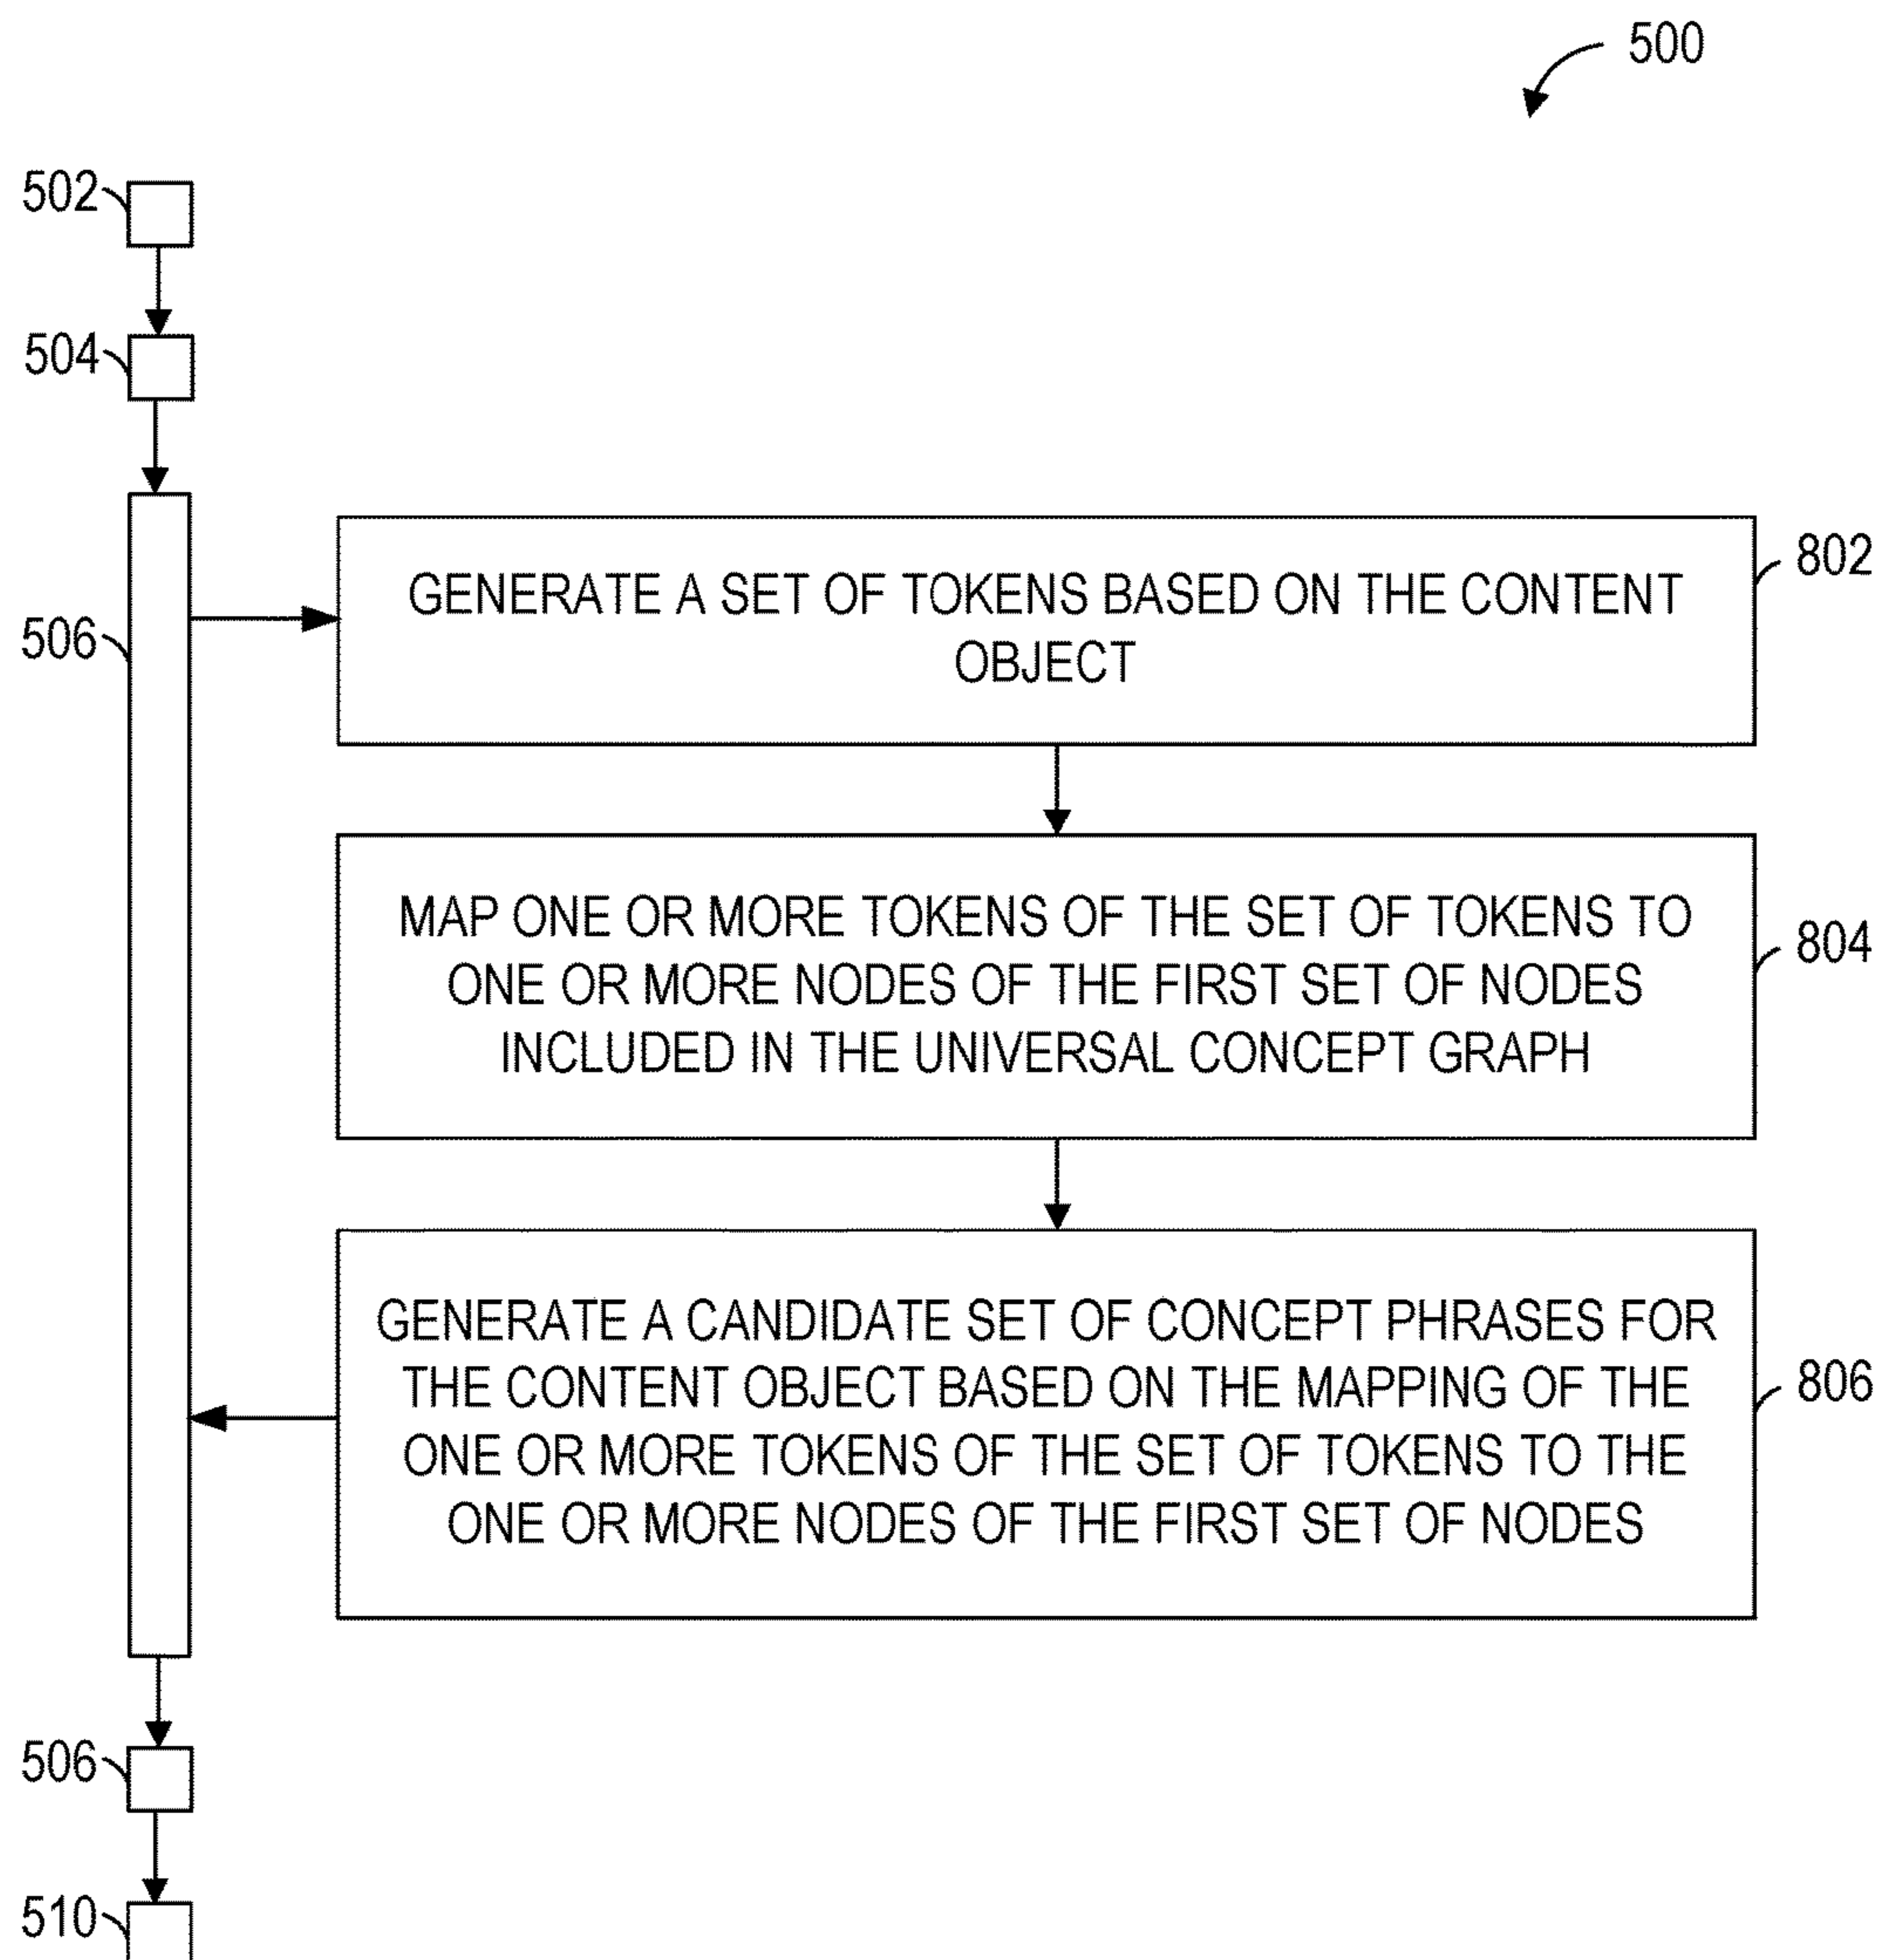 500
502
504
506
GENERATE A SET OF TOKENS BASED ON THE CONTENT
OBJECT
802
MAP ONE OR MORE TOKENS OF THE SET OF TOKENS TO
ONE OR MORE NODES OF THE FIRST SET OF NODES
INCLUDED IN THE UNIVERSAL CONCEPT GRAPH
804
GENERATE A CANDIDATE SET OF CONCEPT PHRASES FOR
THE CONTENT OBJECT BASED ON THE MAPPING OF THE
ONE OR MORE TOKENS OF THE SET OF TOKENS TO THE
ONE OR MORE NODES OF THE FIRST SET OF NODES
806
506
510